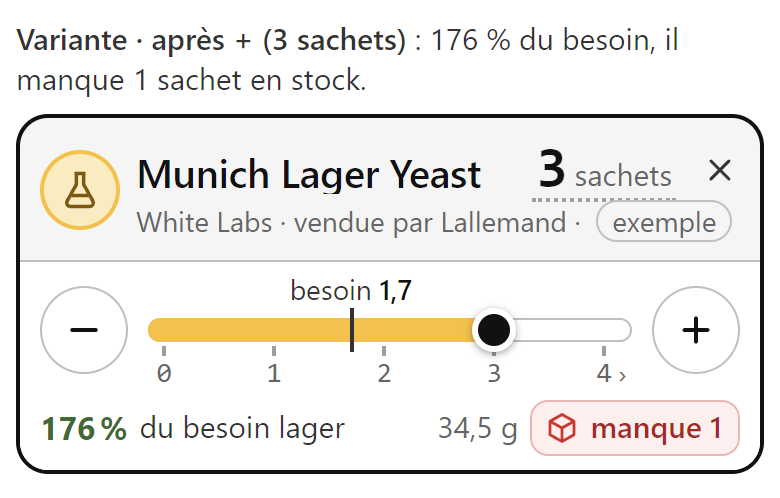 Variante · après + (3 sachets) : 176 % du besoin, il
manque 1 sachet en stock.
Munich Lager Yeast 3 sachets ×
White Labs · vendue par Lallemand · exemple
besoin 1,7
− +
0 1 2 3 4 ›
176 % du besoin lager 34,5 g manque 1